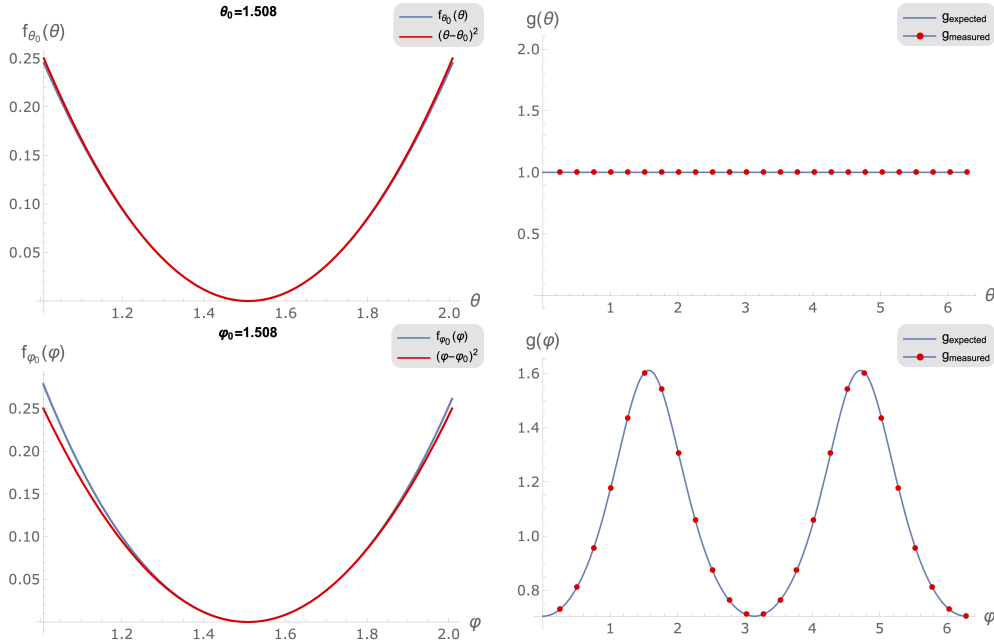 θ₀=1.508
f_θ₀(θ)
f_θ₀(θ)
(θ-θ₀)²
0.25
0.20
0.15
0.10
0.05
1.2 1.4 1.6 1.8 2.0 θ
g(θ)
g_expected
g_measured
2.0
1.5
1.0
0.5
1 2 3 4 5 6 θ
φ₀=1.508
f_φ₀(φ)
f_φ₀(φ)
(φ-φ₀)²
0.25
0.20
0.15
0.10
0.05
1.2 1.4 1.6 1.8 2.0 φ
g(φ)
g_expected
g_measured
1.6
1.4
1.2
1.0
0.8
1 2 3 4 5 6 φ